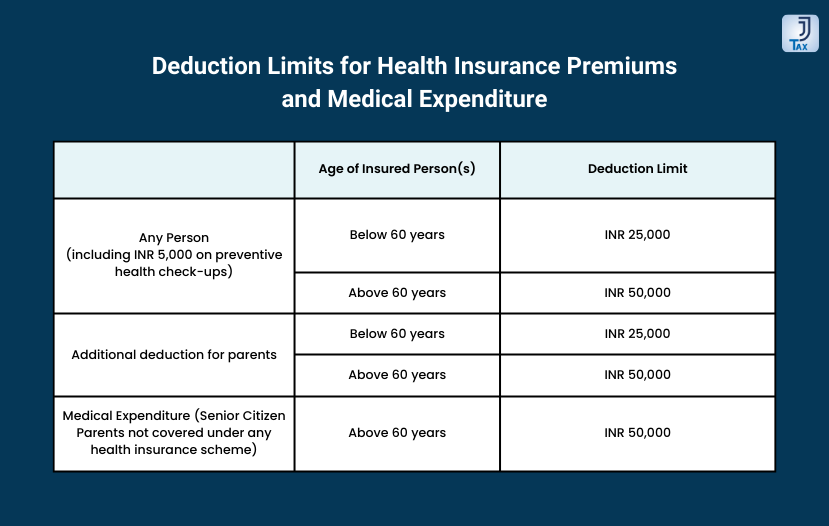 J
TAX
Deduction Limits for Health Insurance Premiums
and Medical Expenditure
Age of Insured Person(s)
Deduction Limit
Any Person
(including INR 5,000 on preventive
health check-ups)
Below 60 years
INR 25,000
Above 60 years
INR 50,000
Additional deduction for parents
Below 60 years
INR 25,000
Above 60 years
INR 50,000
Medical Expenditure (Senior Citizen
Parents not covered under any
health insurance scheme)
Above 60 years
INR 50,000